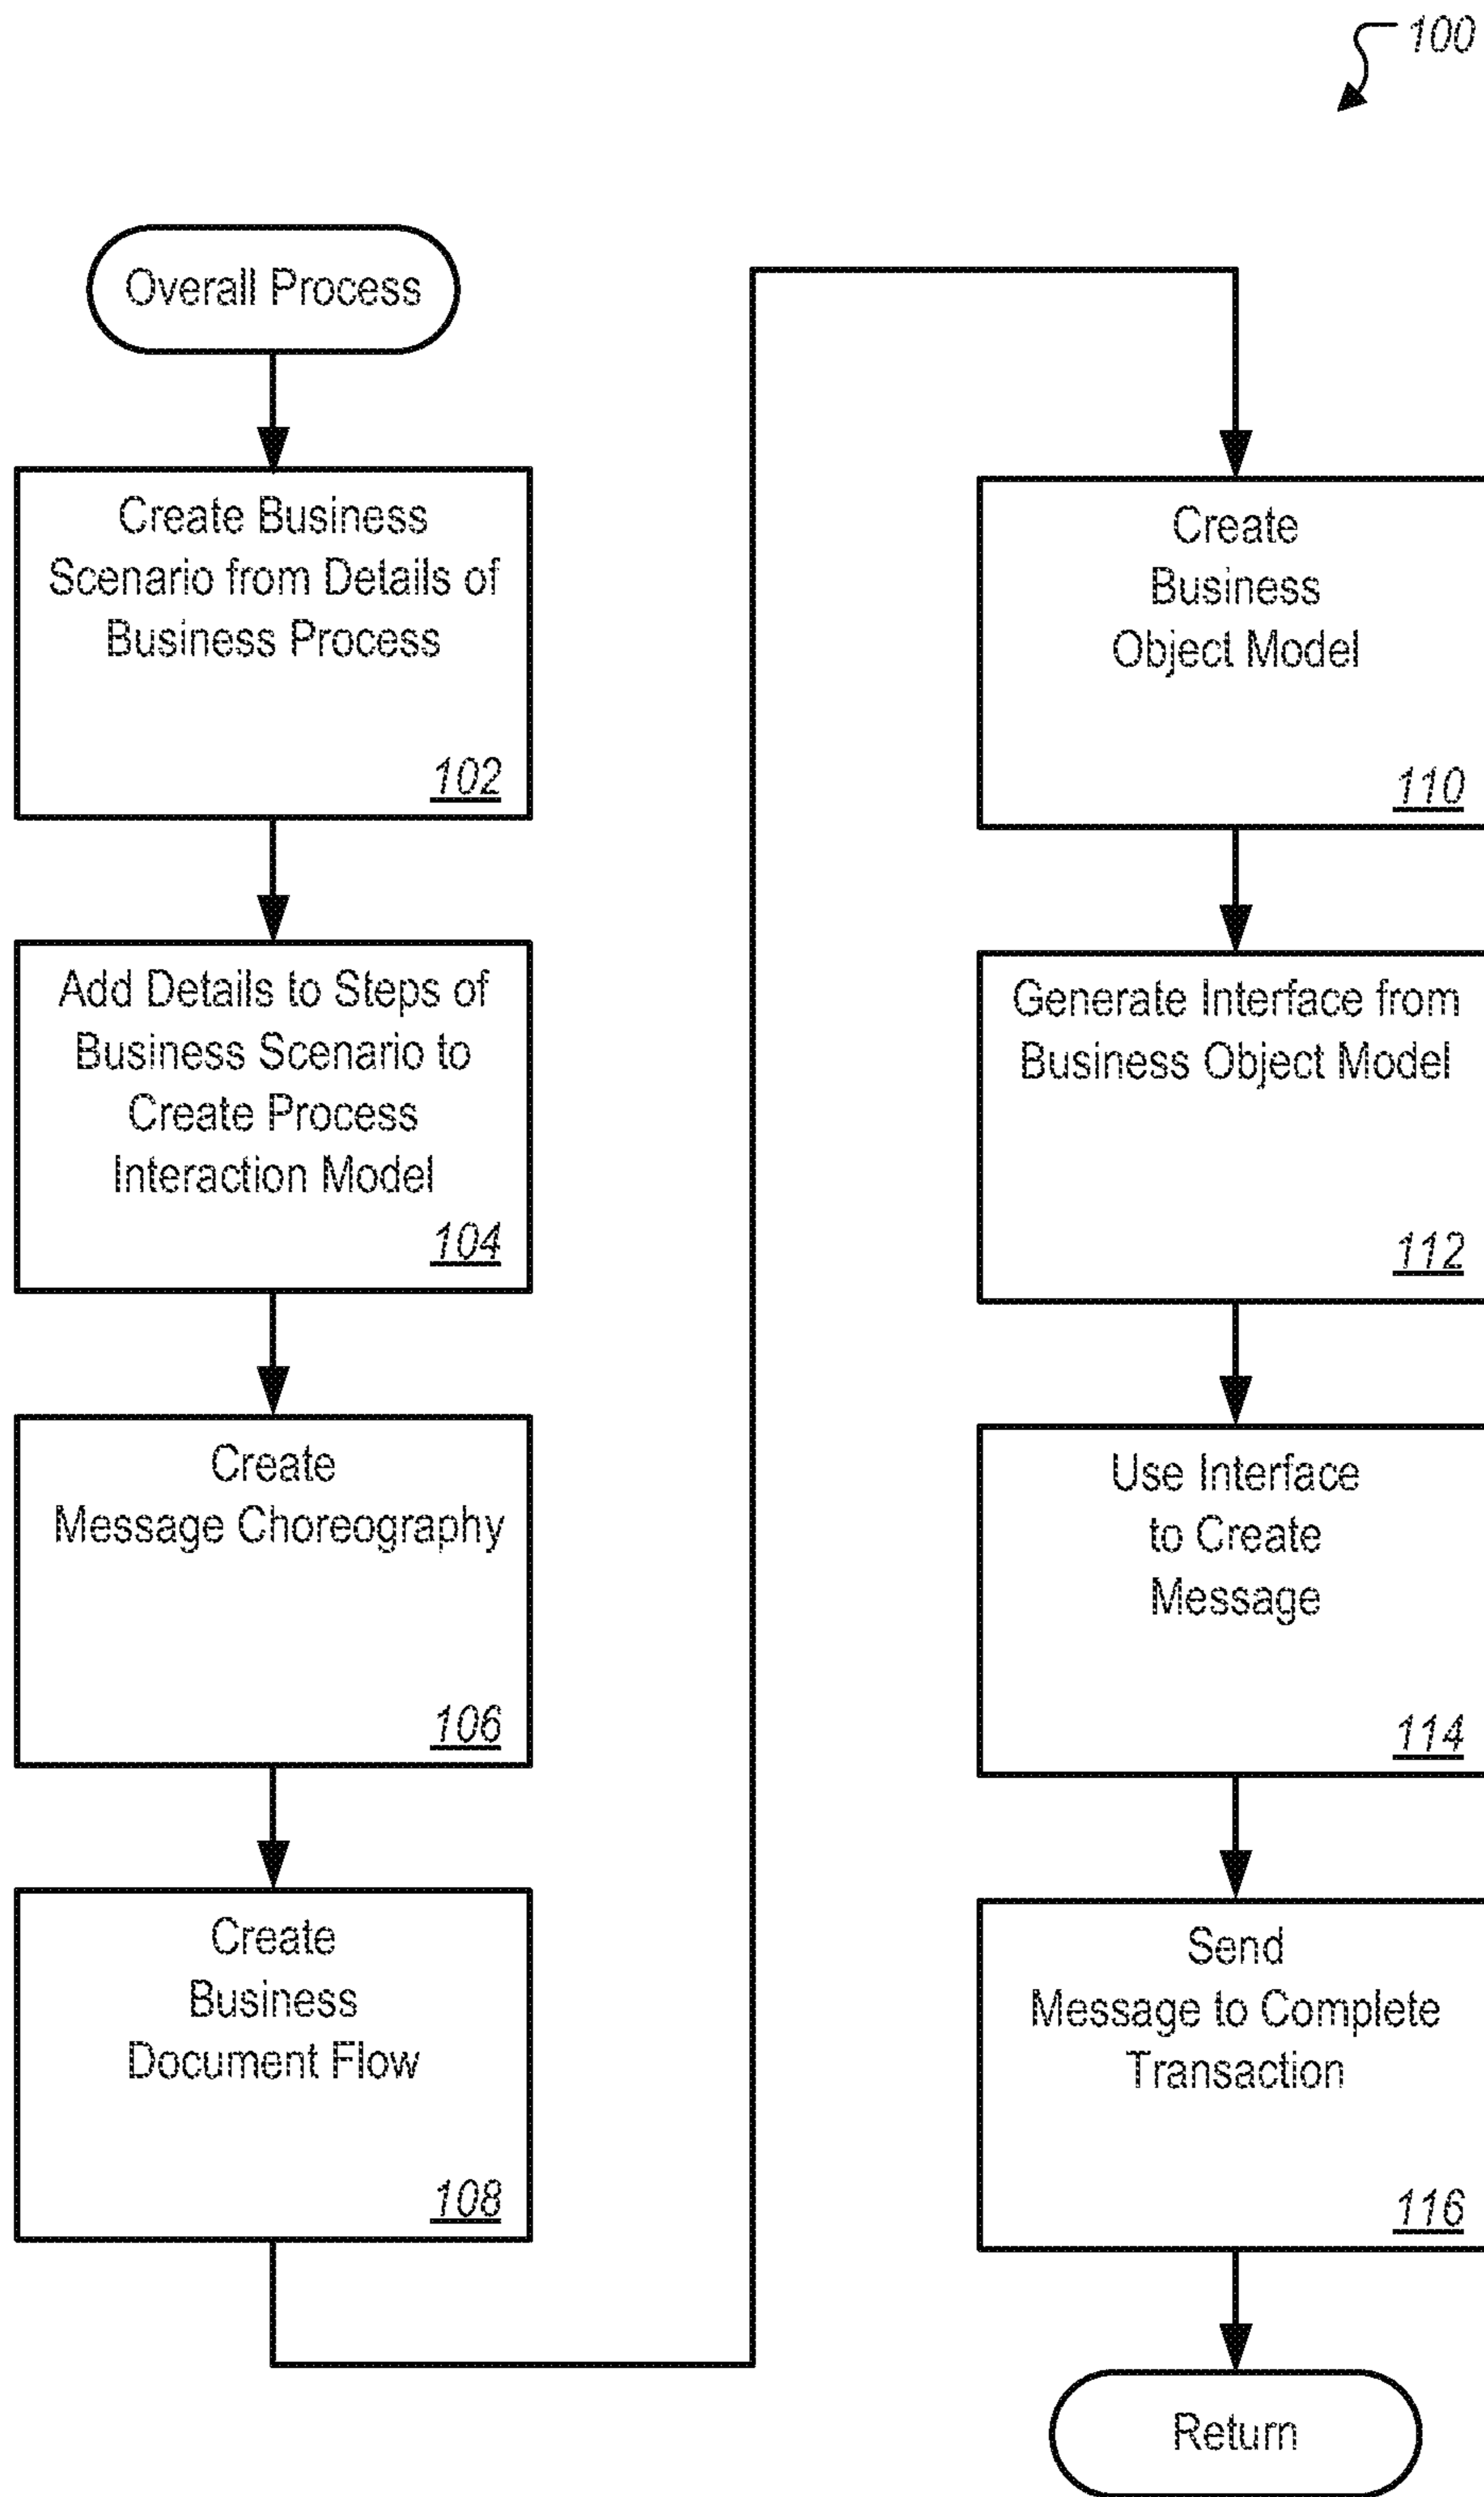 100
Overall Process
Create Business
Scenario from Details of
Business Process
102
Add Details to Steps of
Business Scenario to
Create Process
Interaction Model
104
Create
Message Choreography
106
Create
Business
Document Flow
108
Create
Business
Object Model
110
Generate Interface from
Business Object Model
112
Use Interface
to Create
Message
114
Send
Message to Complete
Transaction
116
Return